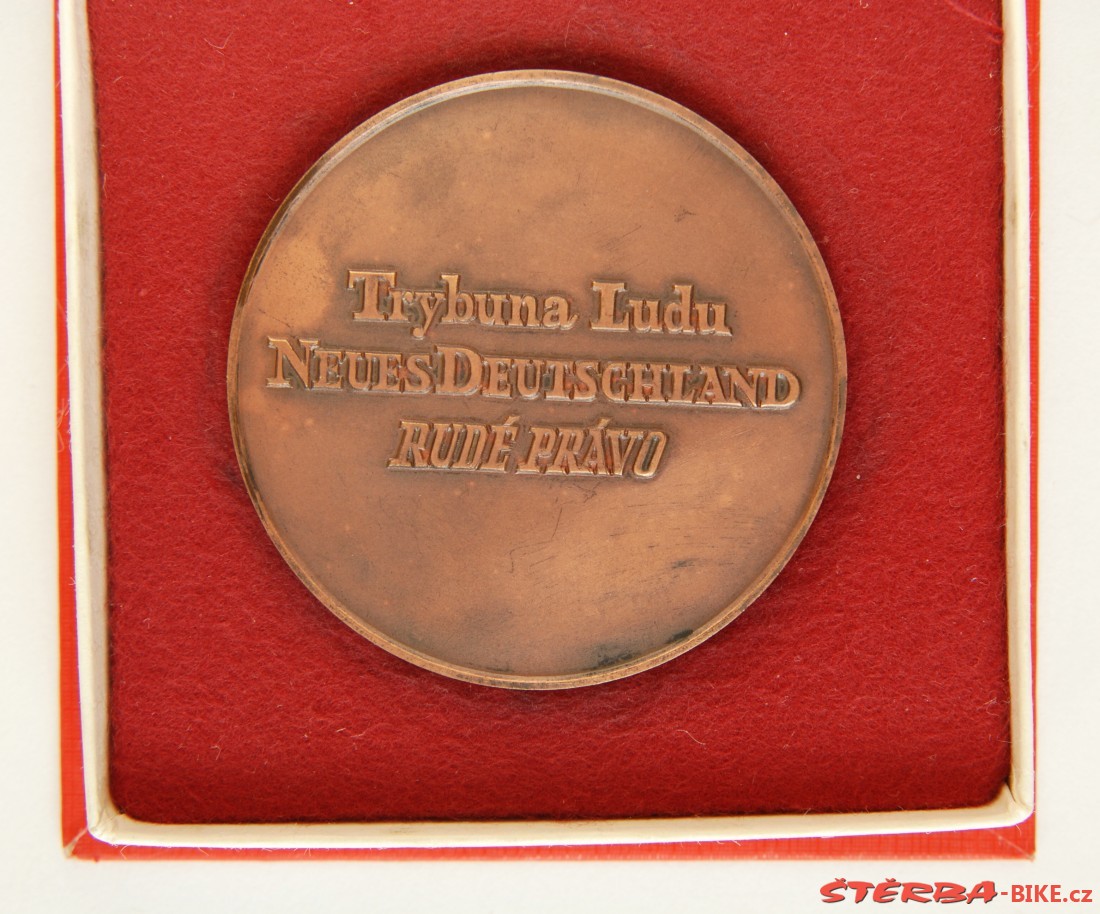 Trybuna Ludu
NEUES DEUTSCHLAND
RUDÉ PRÁVO
ŠTĚRBA-BIKE.cz